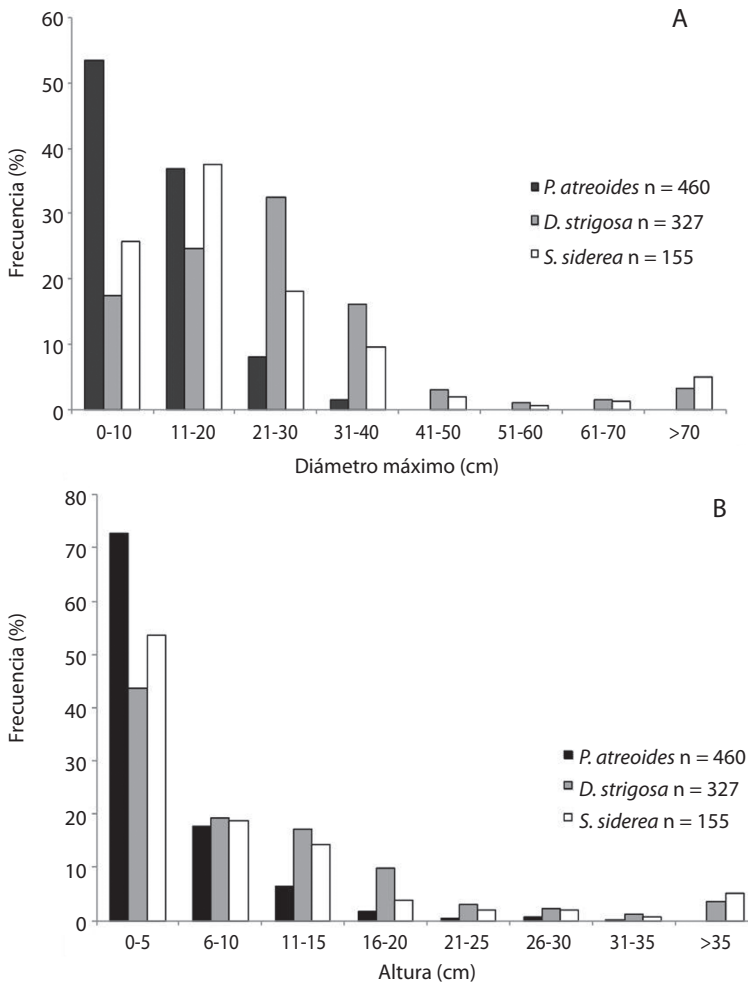 A
60
50
40
30
20
10
0
Frecuencia (%)
P. atreoides n = 460
D. strigosa n = 327
S. siderea n = 155
0-10 11-20 21-30 31-40 41-50 51-60 61-70 >70
Diámetro máximo (cm)
B
80
70
60
50
40
30
20
10
0
Frecuencia (%)
P. atreoides n = 460
D. strigosa n = 327
S. siderea n = 155
0-5 6-10 11-15 16-20 21-25 26-30 31-35 >35
Altura (cm)